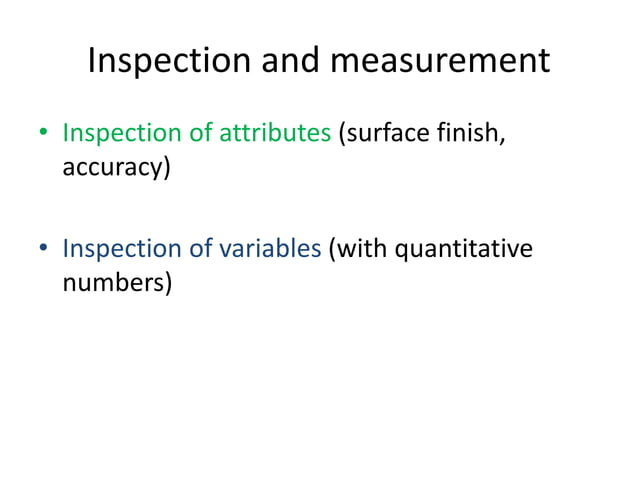 Inspection and measurement
• Inspection of attributes (surface finish,
accuracy)
• Inspection of variables (with quantitative
numbers)